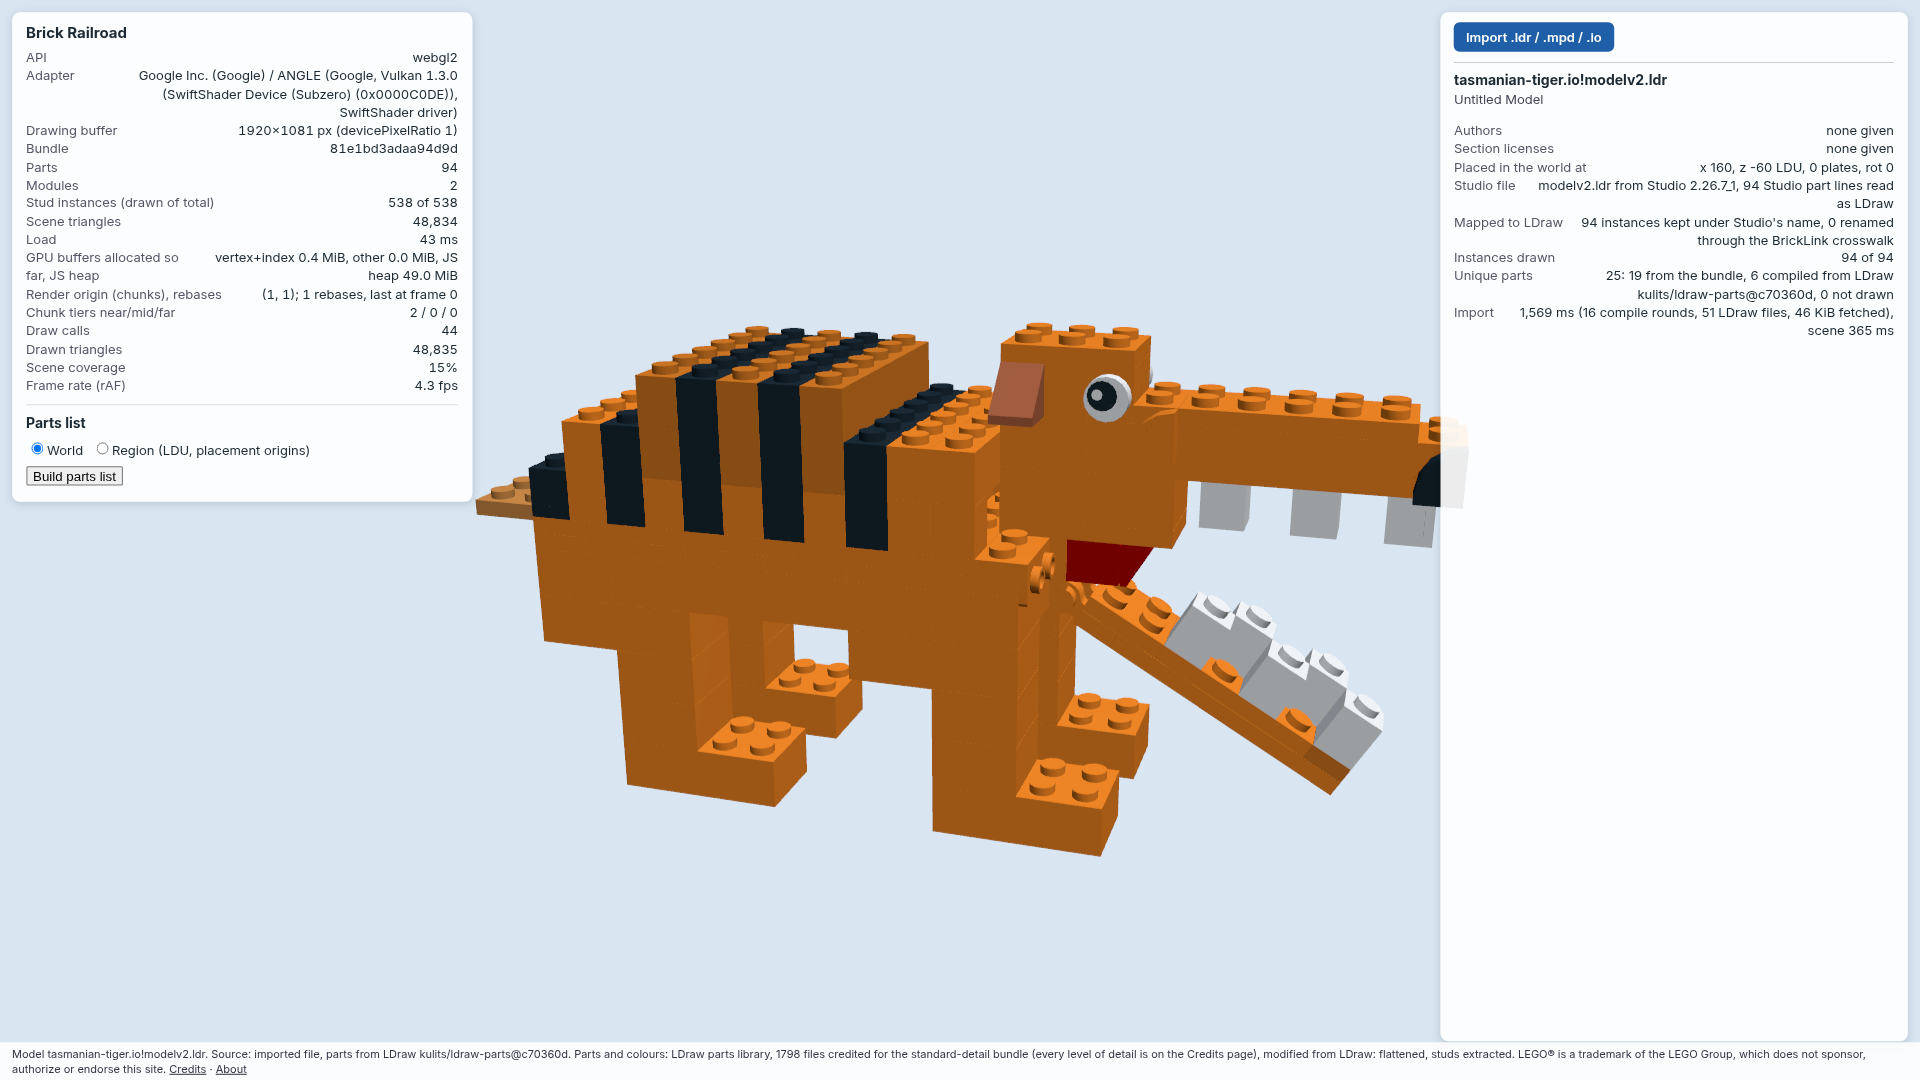 Brick Railroad
API webgl2
Adapter Google Inc. (Google) / ANGLE (Google, Vulkan 1.3.0
(SwiftShader Device (Subzero) (0x0000C0DE)),
SwiftShader driver)
Drawing buffer 1920×1081 px (devicePixelRatio 1)
Bundle 81e1bd3adaa94d9d
Parts 94
Modules 2
Stud instances (drawn of total) 538 of 538
Scene triangles 48,834
Load 43 ms
GPU buffers allocated so vertex+index 0.4 MiB, other 0.0 MiB, JS
far, JS heap heap 49.0 MiB
Render origin (chunks), rebases (1, 1); 1 rebases, last at frame 0
Chunk tiers near/mid/far 2 / 0 / 0
Draw calls 44
Drawn triangles 48,835
Scene coverage 15%
Frame rate (rAF) 4.3 fps
Parts list
World Region (LDU, placement origins)
Build parts list
Import .ldr / .mpd / .io
tasmanian-tiger.io!modelv2.ldr
Untitled Model
Authors none given
Section licenses none given
Placed in the world at x 160, z -60 LDU, 0 plates, rot 0
Studio file modelv2.ldr from Studio 2.26.7_1, 94 Studio part lines read
as LDraw
Mapped to LDraw 94 instances kept under Studio's name, 0 renamed
through the BrickLink crosswalk
Instances drawn 94 of 94
Unique parts 25: 19 from the bundle, 6 compiled from LDraw
kulits/ldraw-parts@c70360d, 0 not drawn
Import 1,569 ms (16 compile rounds, 51 LDraw files, 46 KiB fetched),
scene 365 ms
Model tasmanian-tiger.io!modelv2.ldr. Source: imported file, parts from LDraw kulits/ldraw-parts@c70360d. Parts and colours: LDraw parts library, 1798 files credited for the standard-detail bundle (every level of detail is on the Credits page), modified from LDraw: flattened, studs extracted. LEGO® is a trademark of the LEGO Group, which does not sponsor,
authorize or endorse this site. Credits · About